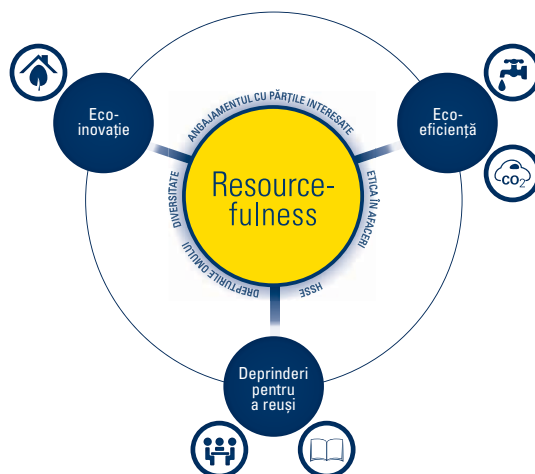 Eco-
inovație
Eco-
eficiență
CO2
ANGAJAMENTUL CU PĂRȚILE INTERESATE
ETICA ÎN AFACERI
HSSE
DREPTURILE OMULUI
DIVERSITATE
Resource-
fulness
Deprinderi
pentru
a reuși